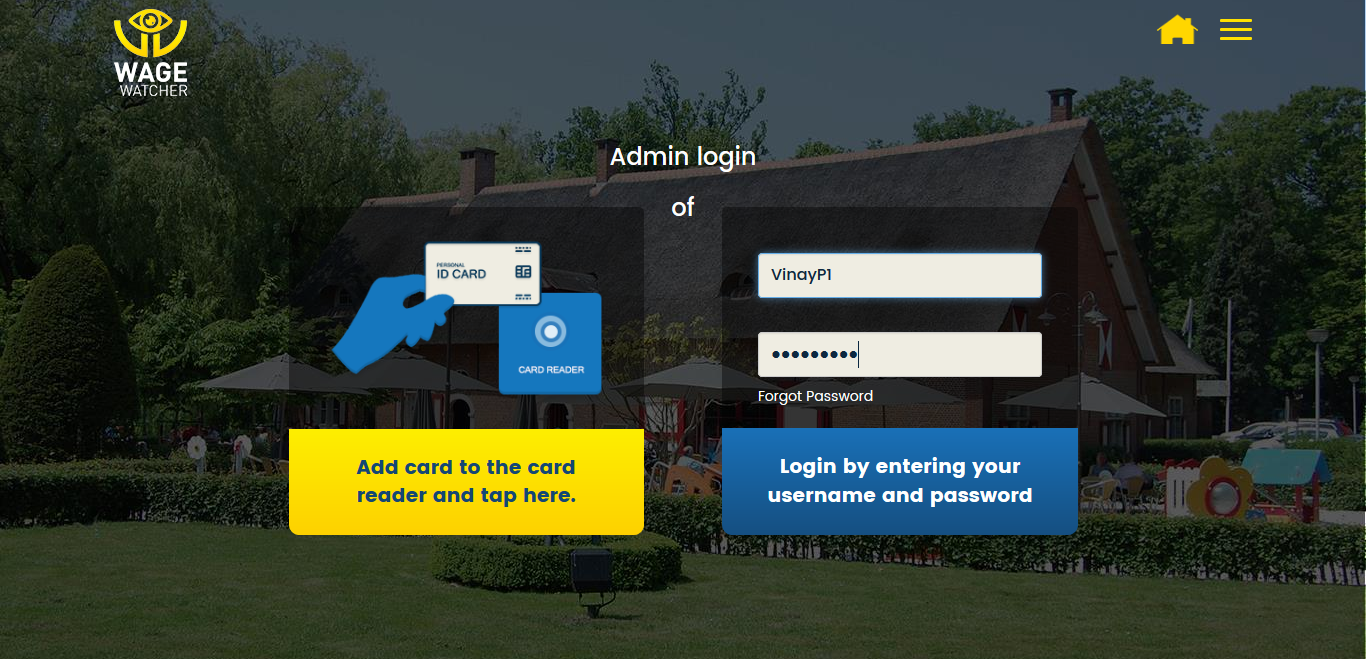 WAGE
WATCHER
Admin login
of
PERSONAL
ID CARD
CARD READER
Add card to the card
reader and tap here.
VinayP1
•••••••••
Forgot Password
Login by entering your
username and password